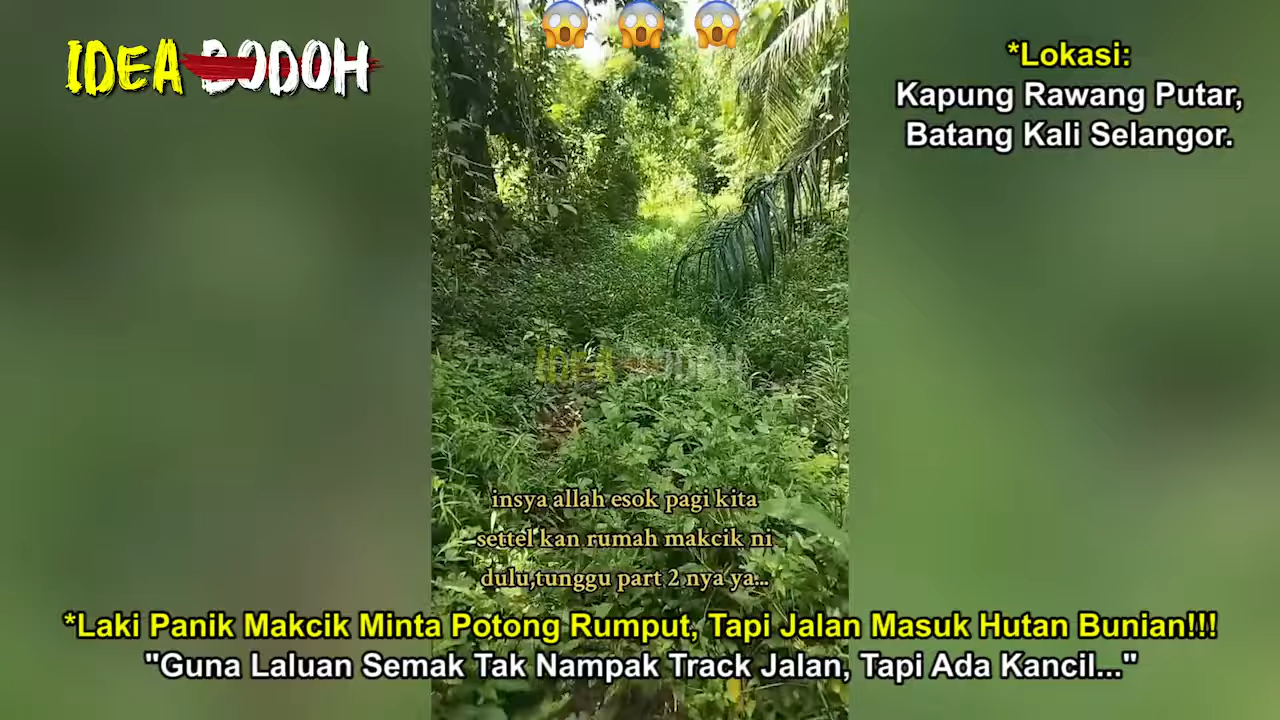 IDEA BODOH
*Lokasi:
Kapung Rawang Putar,
Batang Kali Selangor.
IDEA BODOH
insya allah esok pagi kita
settel kan rumah makcik ni
dulu,tunggu part 2 nya ya...
*Laki Panik Makcik Minta Potong Rumput, Tapi Jalan Masuk Hutan Bunian!!!
"Guna Laluan Semak Tak Nampak Track Jalan, Tapi Ada Kancil..."